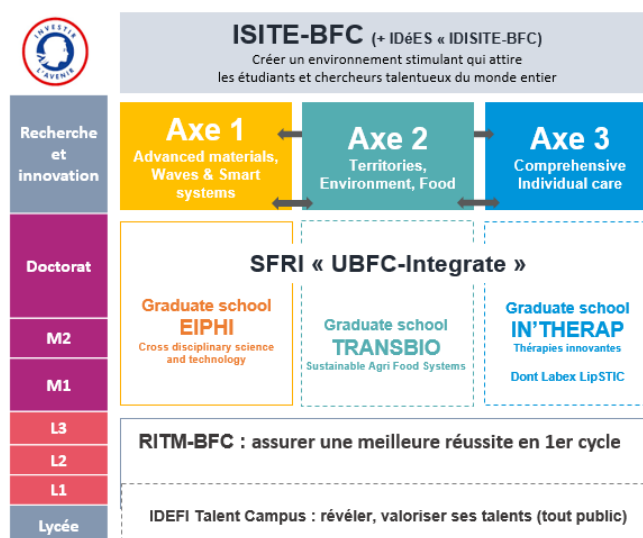 INVESTIR
L'AVENIR
ISITE-BFC (+ IDéES « IDISITE-BFC)
Créer un environnement stimulant qui attire
les étudiants et chercheurs talentueux du monde entier
Recherche
et
innovation
Axe 1
Advanced materials,
Waves & Smart
systems
Axe 2
Territories,
Environment, Food
Axe 3
Comprehensive
Individual care
Doctorat
SFRI « UBFC-Integrate »
Graduate school
EIPHI
Cross disciplinary science
and technology
Graduate school
TRANSBIO
Sustainable Agri Food Systems
Graduate school
IN'THERAP
Thérapies innovantes
Dont Labex LipSTIC
M2
M1
L3
RITM-BFC : assurer une meilleure réussite en 1er cycle
L2
L1
IDEFI Talent Campus : révéler, valoriser ses talents (tout public)
Lycée